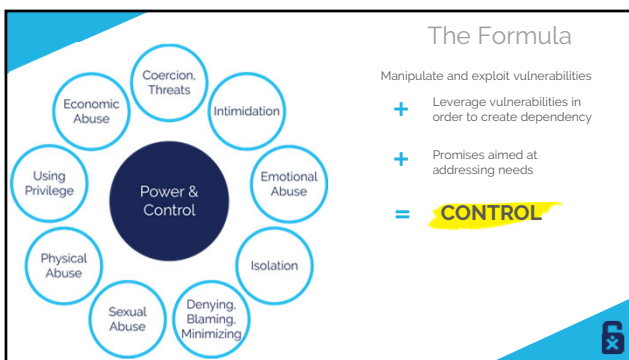 The Formula
Manipulate and exploit vulnerabilities
+ Leverage vulnerabilities in
order to create dependency
+ Promises aimed at
addressing needs
= CONTROL
Power &
Control
Coercion,
Threats
Intimidation
Emotional
Abuse
Isolation
Denying,
Blaming,
Minimizing
Sexual
Abuse
Physical
Abuse
Using
Privilege
Economic
Abuse